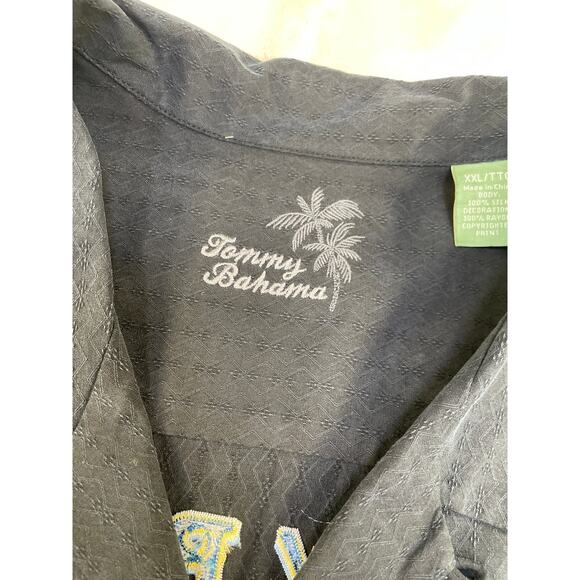 Tommy
Bahama
XXL/TTG
Made in China
BODY:
100% SILK
DECORATION:
100% RAYON
COPYRIGHTED
PRINT